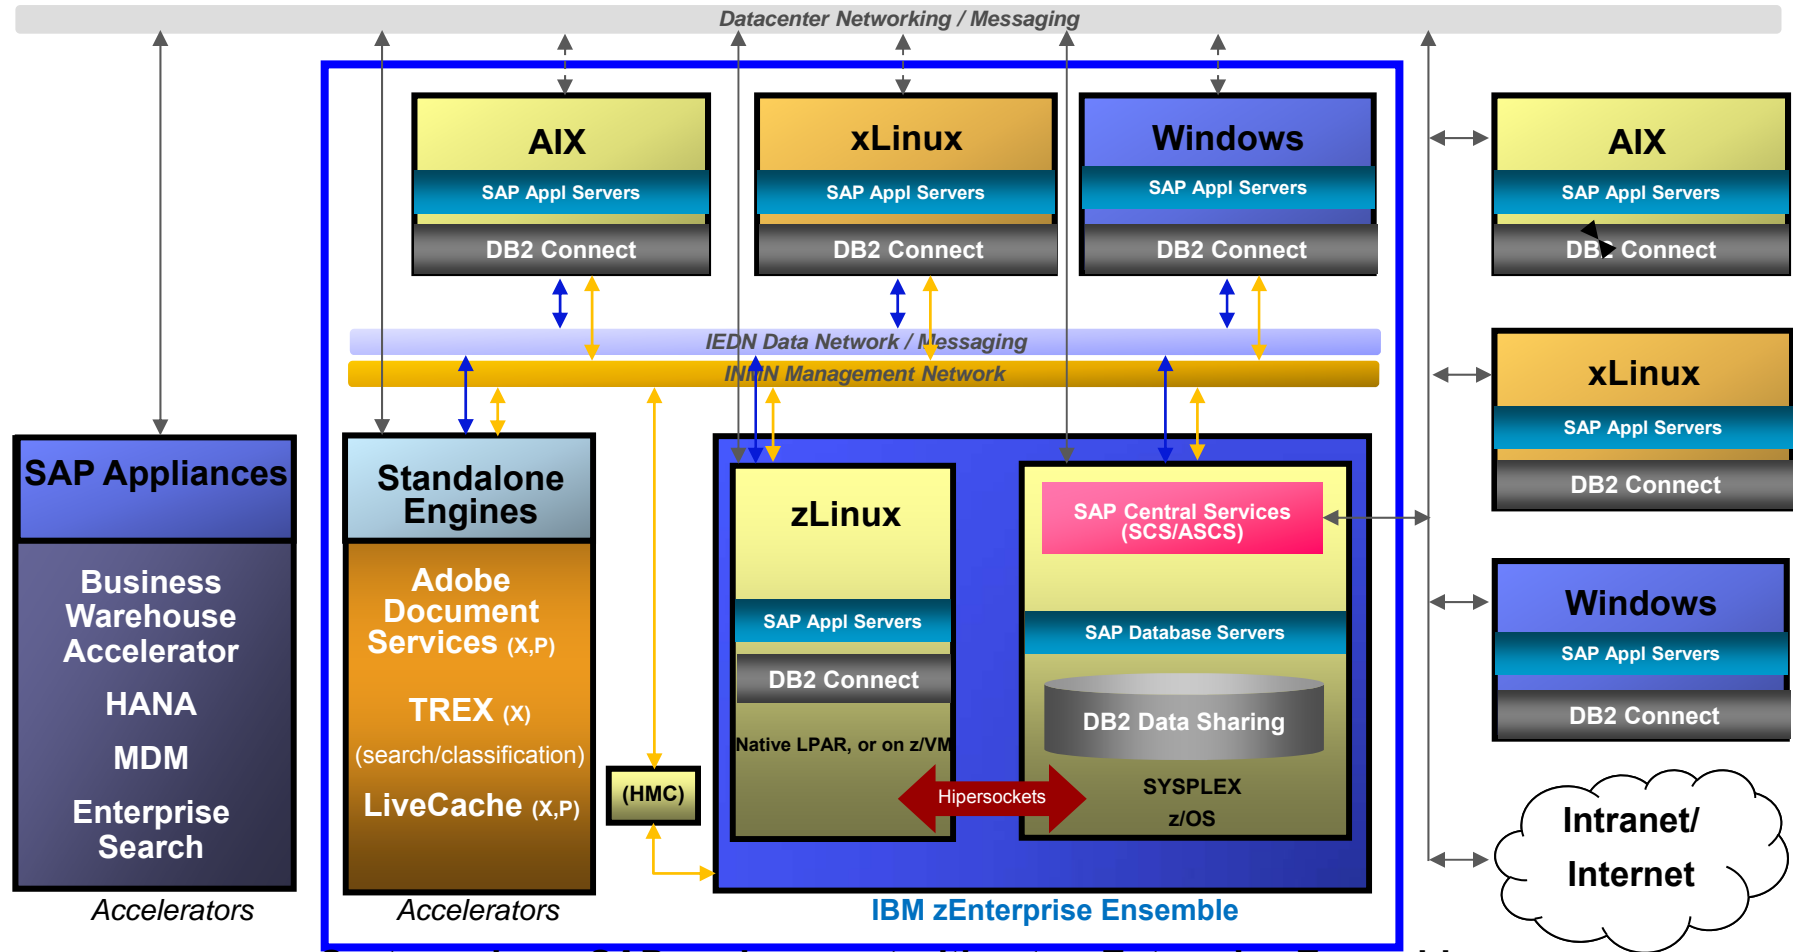 Datacenter Networking / Messaging
AIX
SAP Appl Servers
DB2 Connect
xLinux
SAP Appl Servers
DB2 Connect
Windows
SAP Appl Servers
DB2 Connect
AIX
SAP Appl Servers
DB2 Connect
IEDN Data Network / Messaging
INMN Management Network
xLinux
SAP Appl Servers
DB2 Connect
SAP Appliances
Business
Warehouse
Accelerator
HANA
MDM
Enterprise
Search
Accelerators
Standalone
Engines
Adobe
Document
Services (X,P)
TREX (X)
(search/classification)
LiveCache (X,P)
Accelerators
(HMC)
zLinux
SAP Appl Servers
DB2 Connect
Native LPAR, or on z/VM
Hipersockets
SAP Central Services
(SCS/ASCS)
SAP Database Servers
DB2 Data Sharing
SYSPLEX
z/OS
IBM zEnterprise Ensemble
Windows
SAP Appl Servers
DB2 Connect
Intranet/
Internet